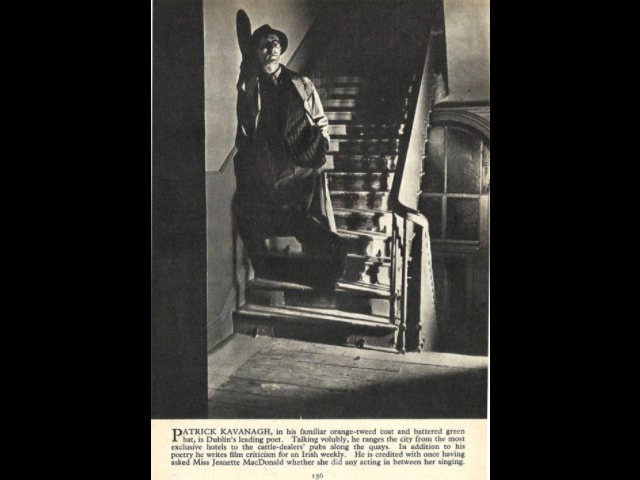 PATRICK KAVANAGH, in his familiar orange-tweed coat and battered green
hat, is Dublin's leading poet. Talking volubly, he ranges the city from the most
exclusive hotels to the cattle-dealers' pubs along the quays. In addition to his
poetry he writes film criticism for an Irish weekly. He is credited with once having
asked Miss Jeanette MacDonald whether she did any acting in between her singing.
156